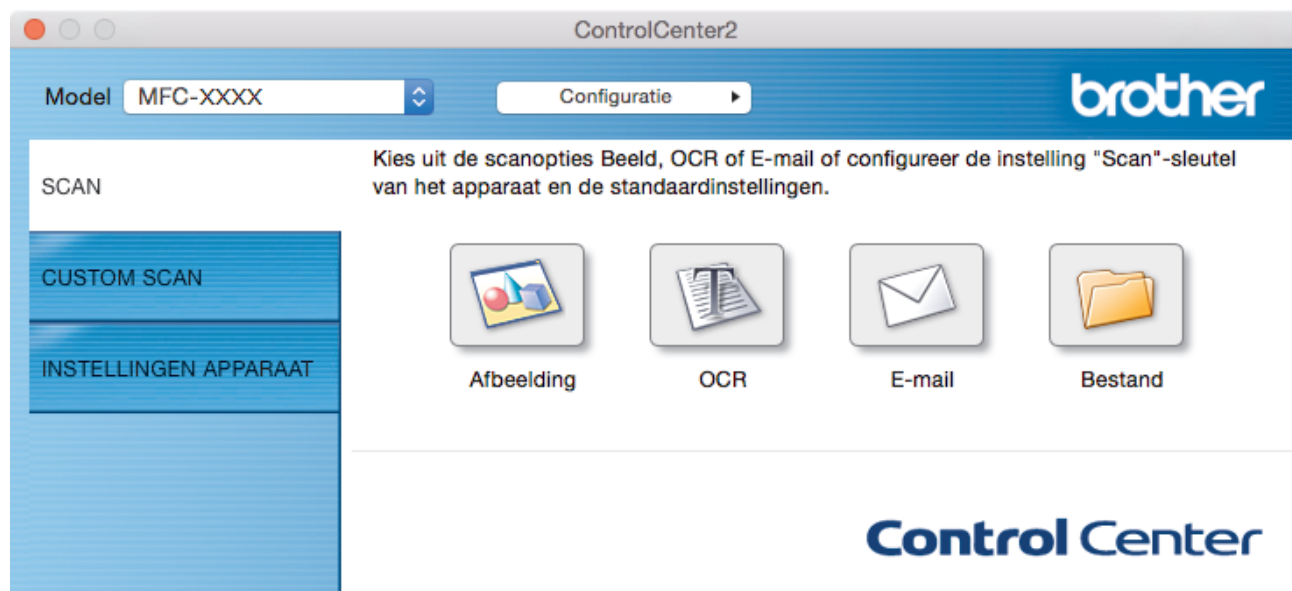 ControlCenter2
Model MFC-XXXX Configuratie brother
Kies uit de scanopties Beeld, OCR of E-mail of configureer de instelling "Scan"-sleutel
van het apparaat en de standaardinstellingen.
SCAN
CUSTOM SCAN
INSTELLINGEN APPARAAT
Afbeelding OCR E-mail Bestand
Control Center